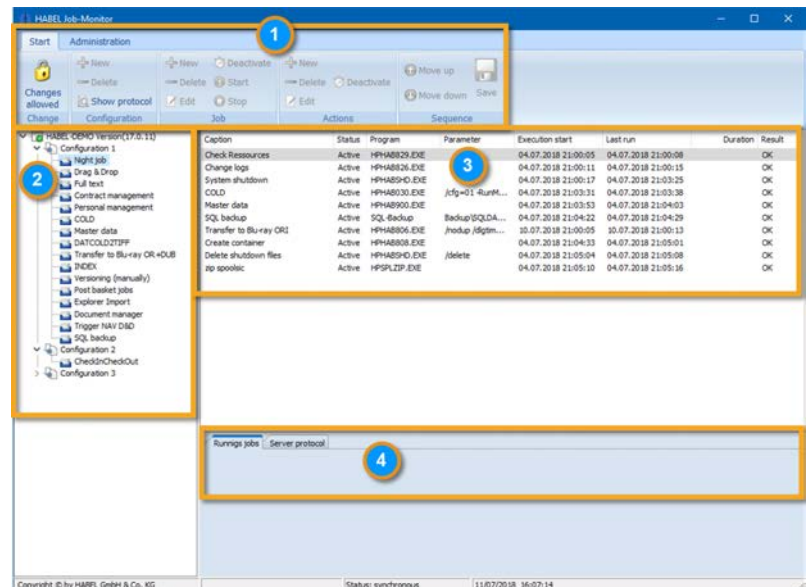 HABEL Job-Monitor
Start Administration
1
Changes allowed
New
Delete
Show protocol
New
Delete
Edit
Deactivate
Start
Stop
New
Delete
Edit
Deactivate
Move up
Move down
Save
Change Configuration Job Actions Sequence
HABEL-DEMO Version(17.0.11)
Configuration 1
Night job
Drag & Drop
Full text
Contract management
Personal management
COLD
Master data
DATCOLD2TIFF
Transfer to Blu-ray OR+DUB
INDEX
Versioning (manually)
Post basket jobs
Explorer Import
Document manager
Trigger NAV D&D
SQL backup
Configuration 2
CheckInCheckOut
Configuration 3
2
Caption Status Program Parameter Execution start Last run Duration Result
Check Ressources Active HPHAB829.EXE 04.07.2018 21:00:05 04.07.2018 21:00:08 OK
Change logs Active HPHAB826.EXE 04.07.2018 21:00:11 04.07.2018 21:00:15 OK
System shutdown Active HPHABSHD.EXE 04.07.2018 21:00:17 04.07.2018 21:03:25 OK
COLD Active HPHAB030.EXE /cfg=01 -RunM... 04.07.2018 21:03:31 04.07.2018 21:03:38 OK
Master data Active HPHAB900.EXE 04.07.2018 21:03:53 04.07.2018 21:04:03 OK
SQL backup Active SQL-Backup Backup\SQLDA... 04.07.2018 21:04:22 04.07.2018 21:04:29 OK
Transfer to Blu-ray ORI Active HPHAB806.EXE /nodup /digtim... 10.07.2018 21:00:05 10.07.2018 21:00:13 OK
Create container Active HPHAB808.EXE 04.07.2018 21:04:33 04.07.2018 21:05:01 OK
Delete shutdown files Active HPHABSHD.EXE /delete 04.07.2018 21:05:04 04.07.2018 21:05:08 OK
zip spoolsic Active HPSPLZIP.EXE 04.07.2018 21:05:10 04.07.2018 21:05:16 OK
3
Runnigs jobs Server protocol
4
Copyright © by HABEL GmbH & Co. KG Status: synchronous 11/07/2018 16:07:14